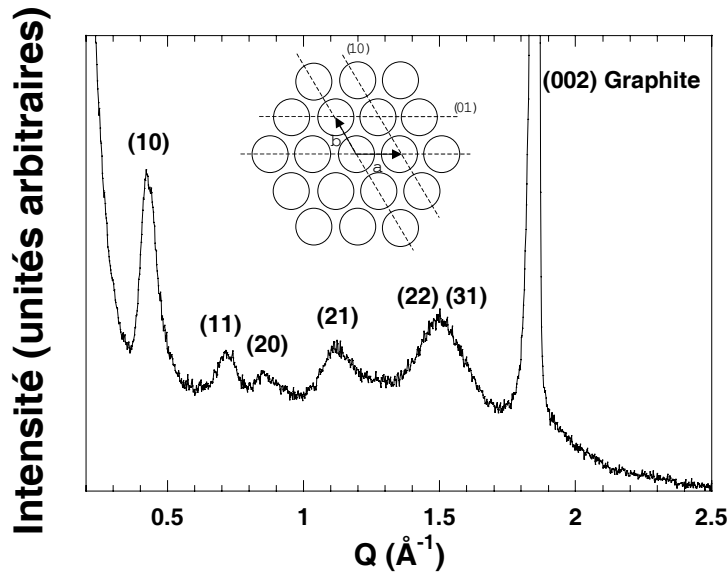 Intensité (unités arbitraires)
(10)
(01)
(002) Graphite
(10)
b
a
(11)
(20)
(21)
(22) (31)
0.5
1
1.5
2
2.5
Q (Å⁻¹)